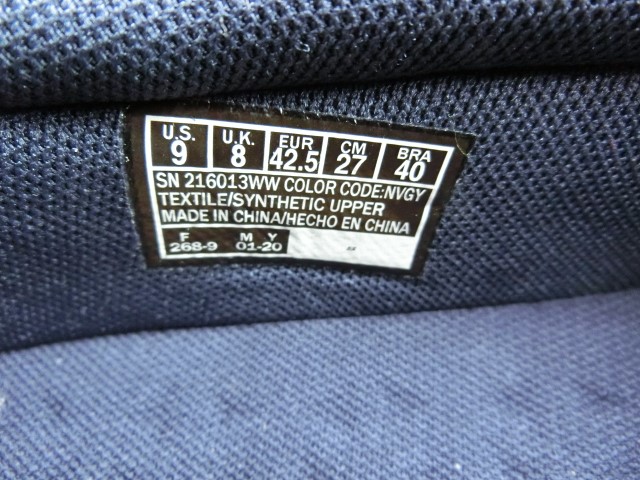 U.S. U.K. EUR CM BRA
9 8 42.5 27 40
SN 216013WW COLOR CODE:NVGY
TEXTILE/SYNTHETIC UPPER
MADE IN CHINA/HECHO EN CHINA
F M Y
268-9 01-20